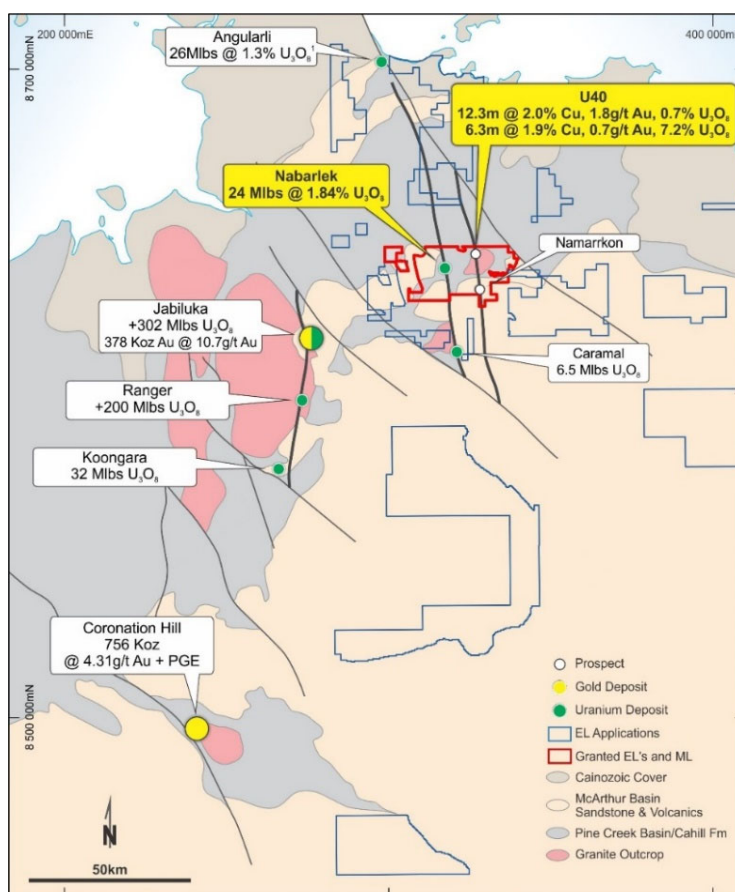 200 000mE
400 000mE
8 700 000mN
Angularli
26Mlbs @ 1.3% U₃O₈¹
U40
12.3m @ 2.0% Cu, 1.8g/t Au, 0.7% U₃O₈
6.3m @ 1.9% Cu, 0.7g/t Au, 7.2% U₃O₈
Nabarlek
24 Mlbs @ 1.84% U₃O₈
Namarrkon
Jabiluka
+302 Mlbs U₃O₈
378 Koz Au @ 10.7g/t Au
Caramal
6.5 Mlbs U₃O₈
Ranger
+200 Mlbs U₃O₈
Koongara
32 Mlbs U₃O₈
Coronation Hill
756 Koz
@ 4.31g/t Au + PGE
8 500 000mN
Prospect
Gold Deposit
Uranium Deposit
EL Applications
Granted EL's and ML
Cainozoic Cover
McArthur Basin
Sandstone & Volcanics
Pine Creek Basin/Cahill Fm
Granite Outcrop
N
50km